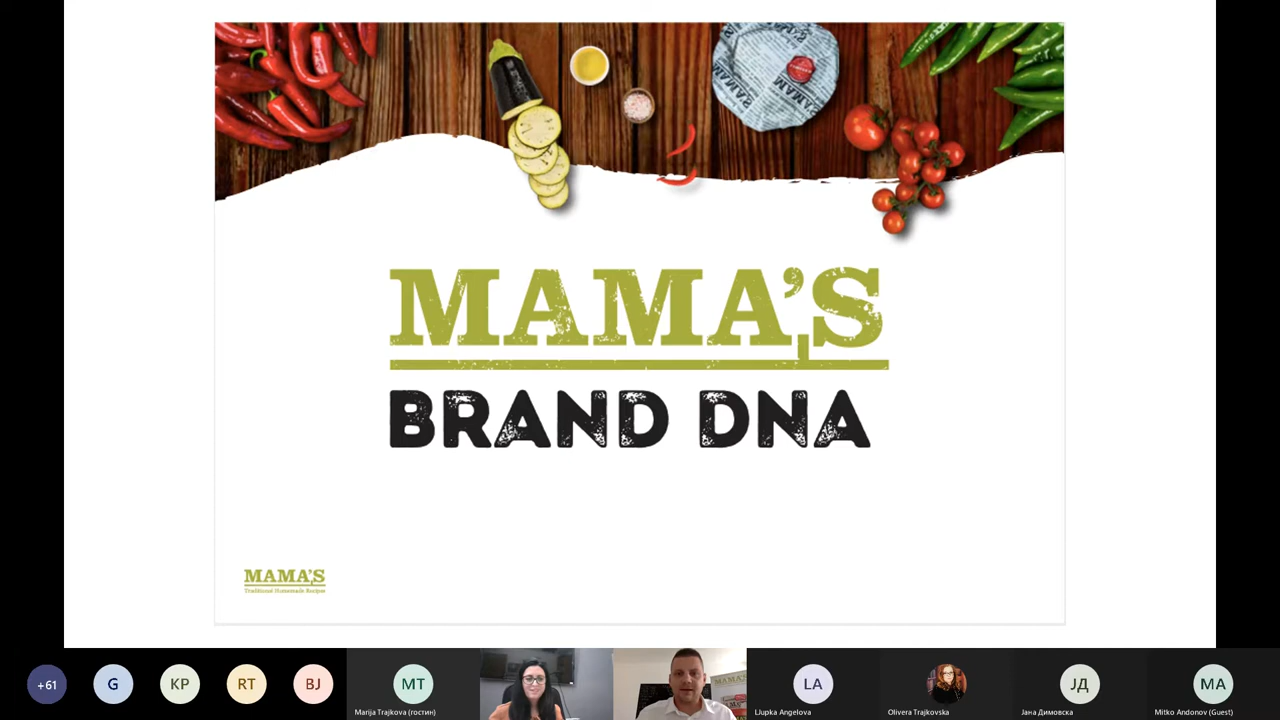 MAMA'S
BRAND DNA
MAMA'S
Traditional Homemade Recipes
+61
G
KP
RT
BJ
MT
Marija Trajkova (гостин)
LA
LJupka Angelova
Olivera Trajkovska
ЈД
Јана Димовска
MA
Mitko Andonov (Guest)